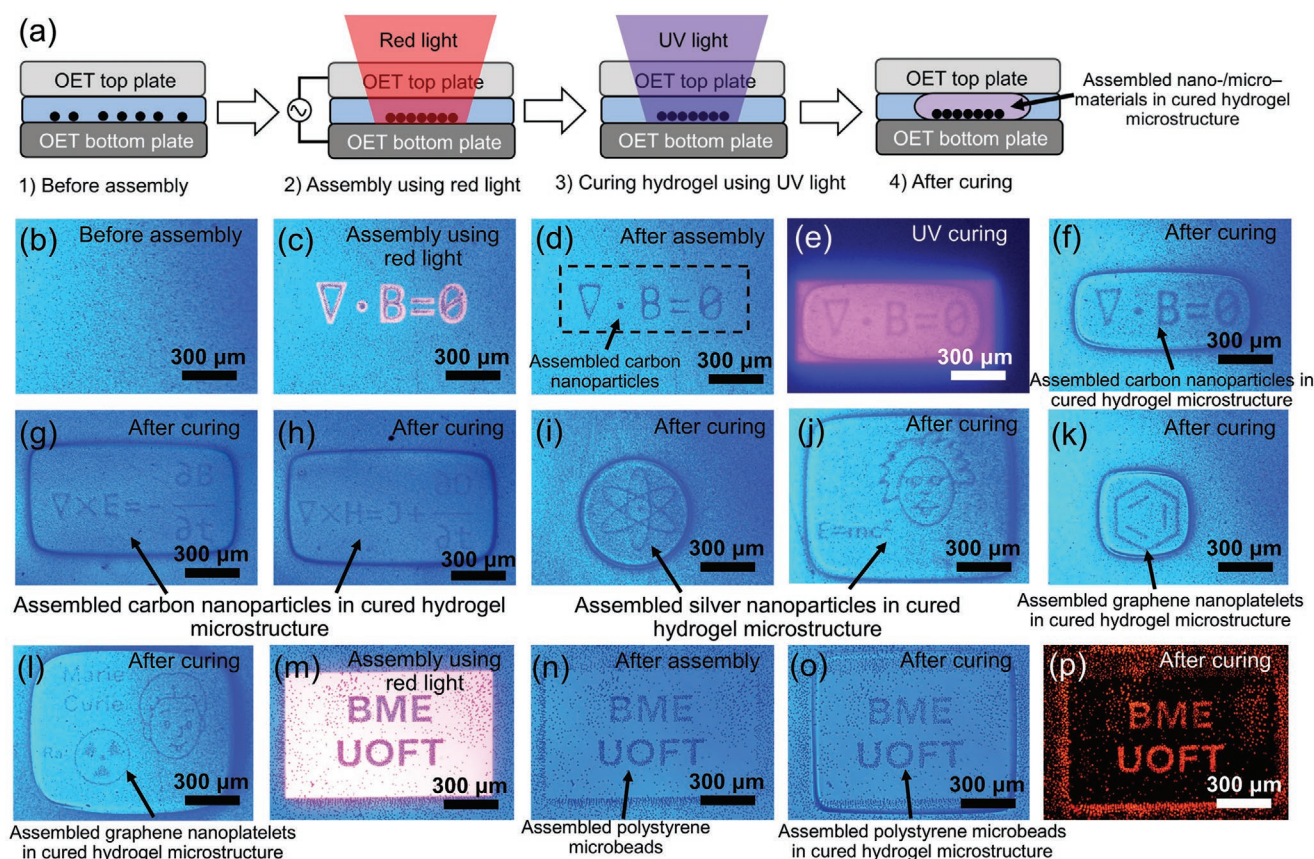 (a)
Red light
UV light
OET top plate
OET bottom plate
OET top plate
OET bottom plate
OET top plate
OET bottom plate
OET top plate
OET bottom plate
Assembled nano-/micro–
materials in cured hydrogel
microstructure
1) Before assembly
2) Assembly using red light
3) Curing hydrogel using UV light
4) After curing
(b)
Before assembly
300 µm
(c)
Assembly using
red light
∇·B=0
300 µm
(d)
After assembly
∇·B=0
Assembled carbon
nanoparticles
300 µm
(e)
UV curing
∇·B=0
300 µm
(f)
After curing
∇·B=0
300 µm
Assembled carbon nanoparticles in
cured hydrogel microstructure
(g)
After curing
∇×E=-∂B/∂t
300 µm
(h)
After curing
∇×H=J+∂D/∂t
300 µm
Assembled carbon nanoparticles in cured hydrogel
microstructure
(i)
After curing
300 µm
(j)
After curing
E=mc²
300 µm
Assembled silver nanoparticles in cured
hydrogel microstructure
(k)
After curing
300 µm
Assembled graphene nanoplatelets
in cured hydrogel microstructure
(l)
After curing
Marie
Curie
Ra
300 µm
Assembled graphene nanoplatelets
in cured hydrogel microstructure
(m)
Assembly using
red light
BME
UOFT
300 µm
(n)
After assembly
BME
UOFT
300 µm
Assembled polystyrene
microbeads
(o)
After curing
BME
UOFT
300 µm
Assembled polystyrene microbeads
in cured hydrogel microstructure
(p)
After curing
BME
UOFT
300 µm